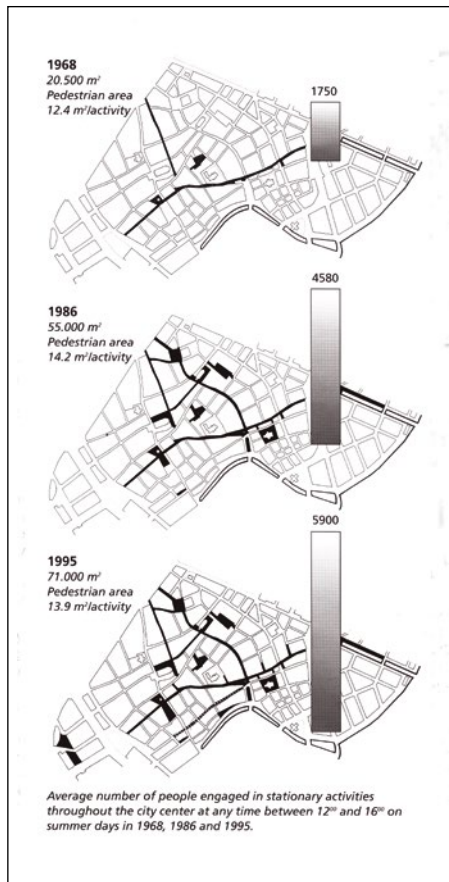 1968
20.500 m²
Pedestrian area
12.4 m²/activity
1750
1986
55.000 m²
Pedestrian area
14.2 m²/activity
4580
1995
71.000 m²
Pedestrian area
13.9 m²/activity
5900
Average number of people engaged in stationary activities
throughout the city center at any time between 12⁰⁰ and 16⁰⁰ on
summer days in 1968, 1986 and 1995.